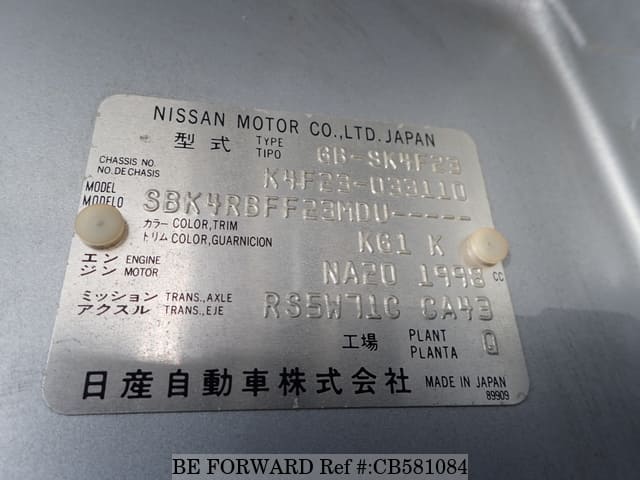 NISSAN MOTOR CO.,LTD. JAPAN
型式 TYPE TIPO GB-SK4F23
CHASSIS NO. NO.DE CHASIS K4F23-033110
MODEL MODELO SBK4RBFF23MDU-----
カラー COLOR,TRIM
トリム COLOR,GUARNICION KG1 K
エンジン ENGINE MOTOR NA20 1998 CC
ミッション TRANS.,AXLE
アクスル TRANS.,EJE RS5W71C CA43
工場 PLANT PLANTA Q
日産自動車株式会社 MADE IN JAPAN
89909
BE FORWARD Ref #:CB581084